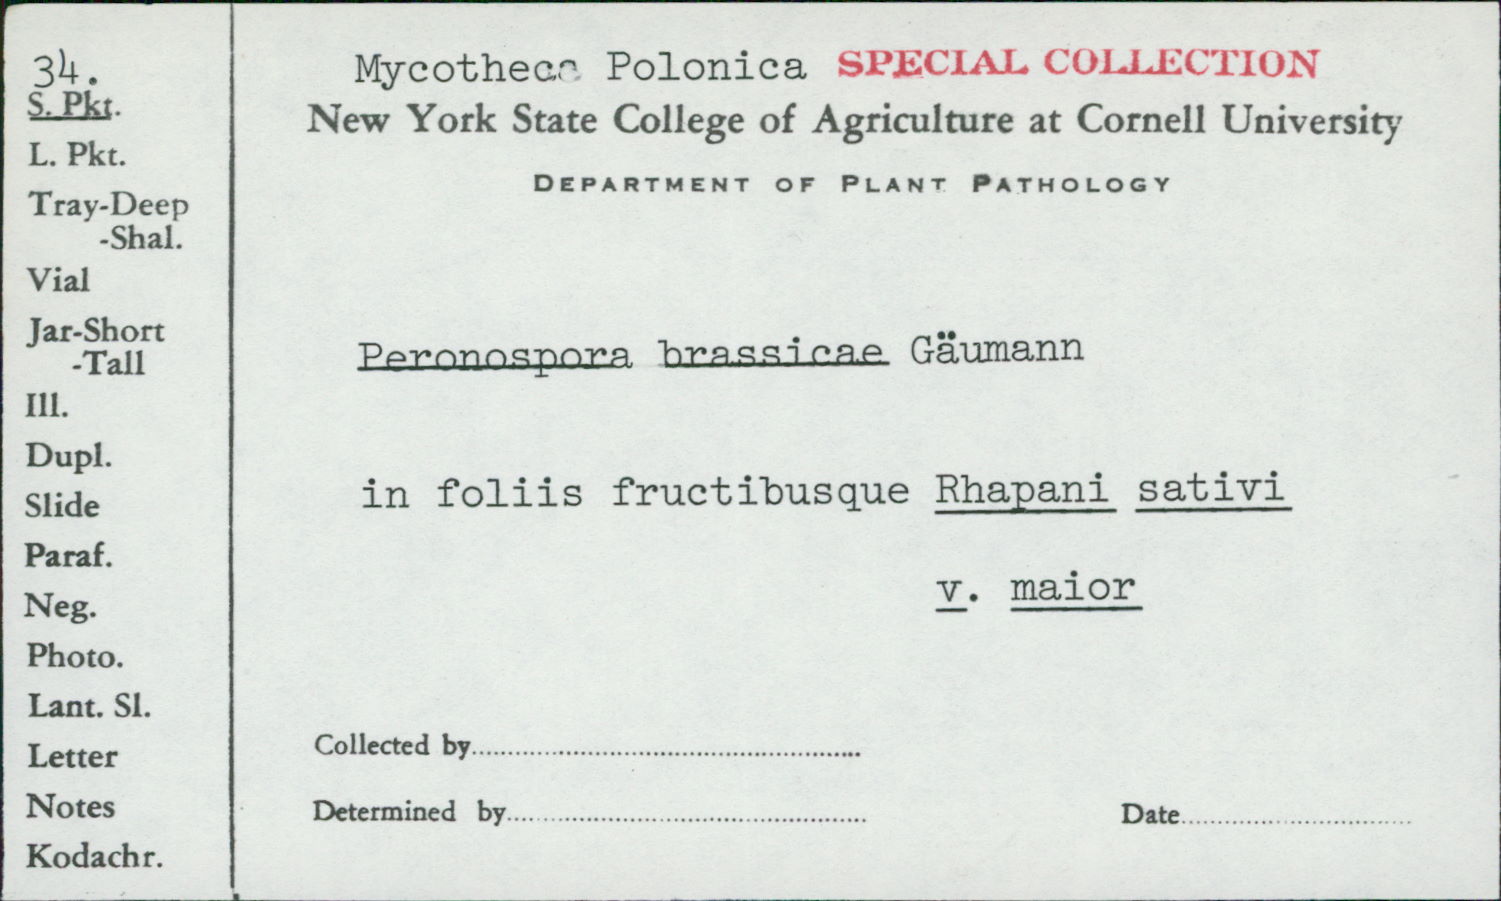 34.
S. Pkt.
L. Pkt.
Tray-Deep
-Shal.
Vial
Jar-Short
-Tall
Ill.
Dupl.
Slide
Paraf.
Neg.
Photo.
Lant. Sl.
Letter
Notes
Kodachr.
Mycotheca Polonica SPECIAL COLLECTION
New York State College of Agriculture at Cornell University
DEPARTMENT OF PLANT PATHOLOGY
Peronospora brassicae Gäumann
in foliis fructibusque Rhapani sativi
v. maior
Collected by
Determined by Date